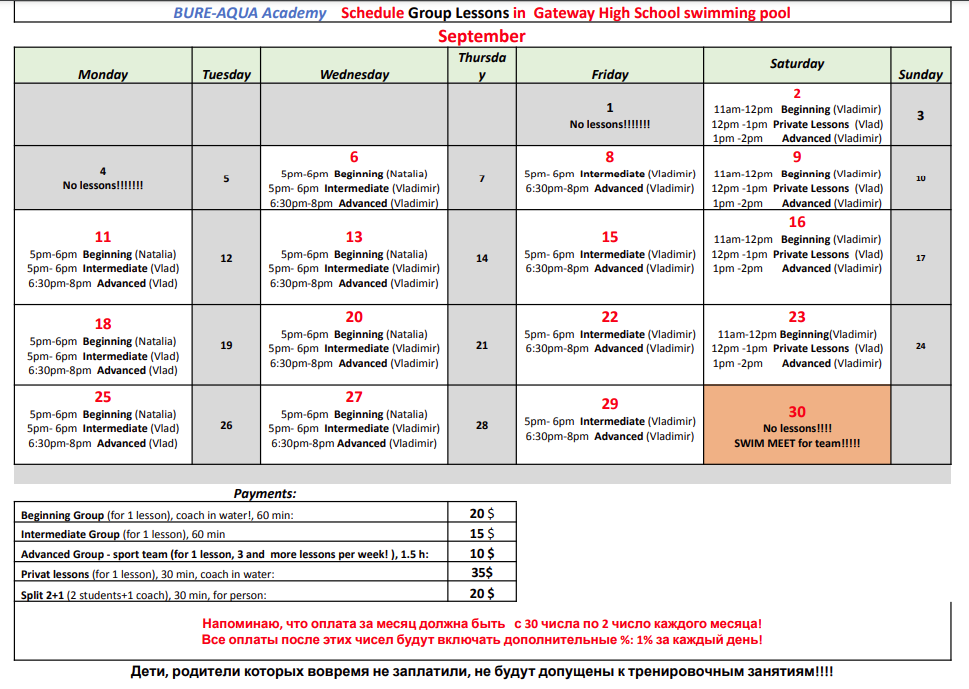 BURE-AQUA Academy Schedule Group Lessons in Gateway High School swimming pool
September
Monday Tuesday Wednesday Thursda Friday Saturday Sunday
y
1
No lessons!!!!!!!
2
11am-12pm Beginning (Vladimir)
12pm -1pm Private Lessons (Vlad)
1pm -2pm Advanced (Vladimir)
3
4
No lessons!!!!!!!
5
6
5pm-6pm Beginning (Natalia)
5pm- 6pm Intermediate (Vladimir)
6:30pm-8pm Advanced (Vladimir)
7
8
5pm- 6pm Intermediate (Vladimir)
6:30pm-8pm Advanced (Vladimir)
9
11am-12pm Beginning (Vladimir)
12pm -1pm Private Lessons (Vlad)
1pm -2pm Advanced (Vladimir)
10
11
5pm-6pm Beginning (Natalia)
5pm- 6pm Intermediate (Vlad)
6:30pm-8pm Advanced (Vlad)
12
13
5pm-6pm Beginning (Natalia)
5pm- 6pm Intermediate (Vladimir)
6:30pm-8pm Advanced (Vladimir)
14
15
5pm- 6pm Intermediate (Vladimir)
6:30pm-8pm Advanced (Vladimir)
16
11am-12pm Beginning (Vladimir)
12pm -1pm Private Lessons (Vlad)
1pm -2pm Advanced (Vladimir)
17
18
5pm-6pm Beginning (Natalia)
5pm- 6pm Intermediate (Vlad)
6:30pm-8pm Advanced (Vlad)
19
20
5pm-6pm Beginning (Natalia)
5pm- 6pm Intermediate (Vladimir)
6:30pm-8pm Advanced (Vladimir)
21
22
5pm- 6pm Intermediate (Vladimir)
6:30pm-8pm Advanced (Vladimir)
23
11am-12pm Beginning(Vladimir)
12pm -1pm Private Lessons (Vlad)
1pm -2pm Advanced (Vladimir)
24
25
5pm-6pm Beginning (Natalia)
5pm- 6pm Intermediate (Vlad)
6:30pm-8pm Advanced (Vlad)
26
27
5pm-6pm Beginning (Natalia)
5pm- 6pm Intermediate (Vladimir)
6:30pm-8pm Advanced (Vladimir)
28
29
5pm- 6pm Intermediate (Vladimir)
6:30pm-8pm Advanced (Vladimir)
30
No lessons!!!!
SWIM MEET for team!!!!!
Payments:
Beginning Group (for 1 lesson), coach in water!, 60 min: 20 $
Intermediate Group (for 1 lesson), 60 min 15 $
Advanced Group - sport team (for 1 lesson, 3 and more lessons per week! ), 1.5 h: 10 $
Privat lessons (for 1 lesson), 30 min, coach in water: 35$
Split 2+1 (2 students+1 coach), 30 min, for person: 20 $
Напоминаю, что оплата за месяц должна быть с 30 числа по 2 число каждого месяца!
Все оплаты после этих чисел будут включать дополнительные %: 1% за каждый день!
Дети, родители которых вовремя не заплатили, не будут допущены к тренировочным занятиям!!!!